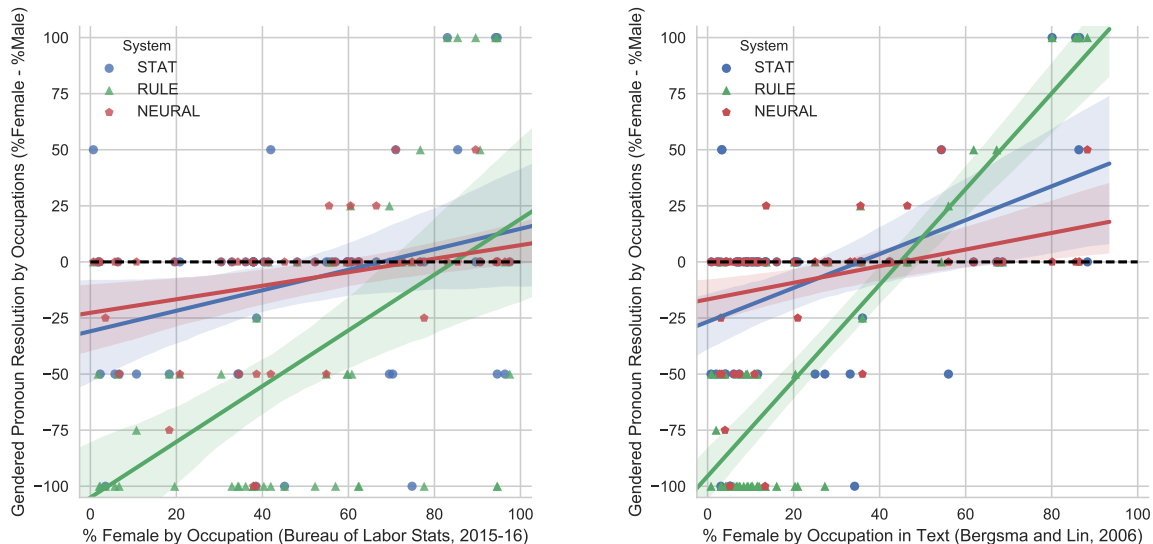 Gendered Pronoun Resolution by Occupations (%Female - %Male)
100
75
50
25
0
−25
−50
−75
−100
System
STAT
RULE
NEURAL
0 20 40 60 80 100
% Female by Occupation (Bureau of Labor Stats, 2015-16)
Gendered Pronoun Resolution by Occupations (%Female - %Male)
100
75
50
25
0
−25
−50
−75
−100
System
STAT
RULE
NEURAL
0 20 40 60 80 100
% Female by Occupation in Text (Bergsma and Lin, 2006)